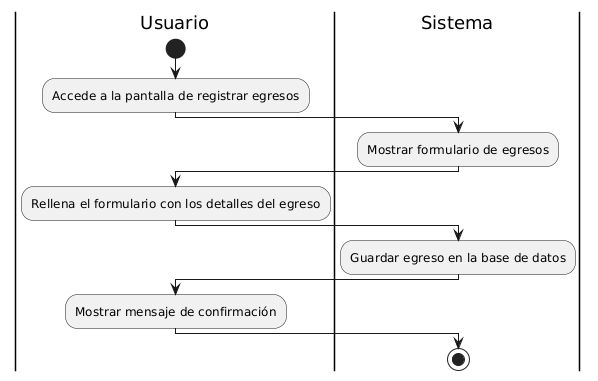 Usuario
Sistema
Accede a la pantalla de registrar egresos
Mostrar formulario de egresos
Rellena el formulario con los detalles del egreso
Guardar egreso en la base de datos
Mostrar mensaje de confirmación